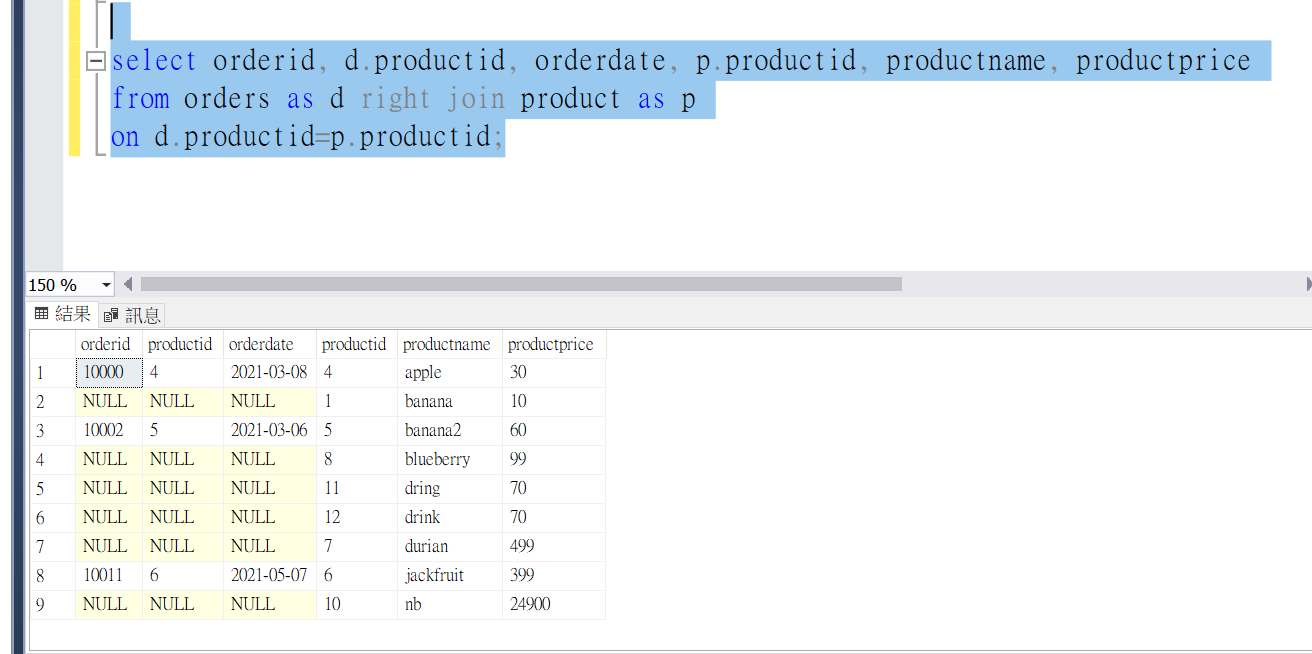 select orderid, d.productid, orderdate, p.productid, productname, productprice
from orders as d right join product as p
on d.productid=p.productid;
150 %
結果 訊息
orderid productid orderdate productid productname productprice
1 10000 4 2021-03-08 4 apple 30
2 NULL NULL NULL 1 banana 10
3 10002 5 2021-03-06 5 banana2 60
4 NULL NULL NULL 8 blueberry 99
5 NULL NULL NULL 11 dring 70
6 NULL NULL NULL 12 drink 70
7 NULL NULL NULL 7 durian 499
8 10011 6 2021-05-07 6 jackfruit 399
9 NULL NULL NULL 10 nb 24900